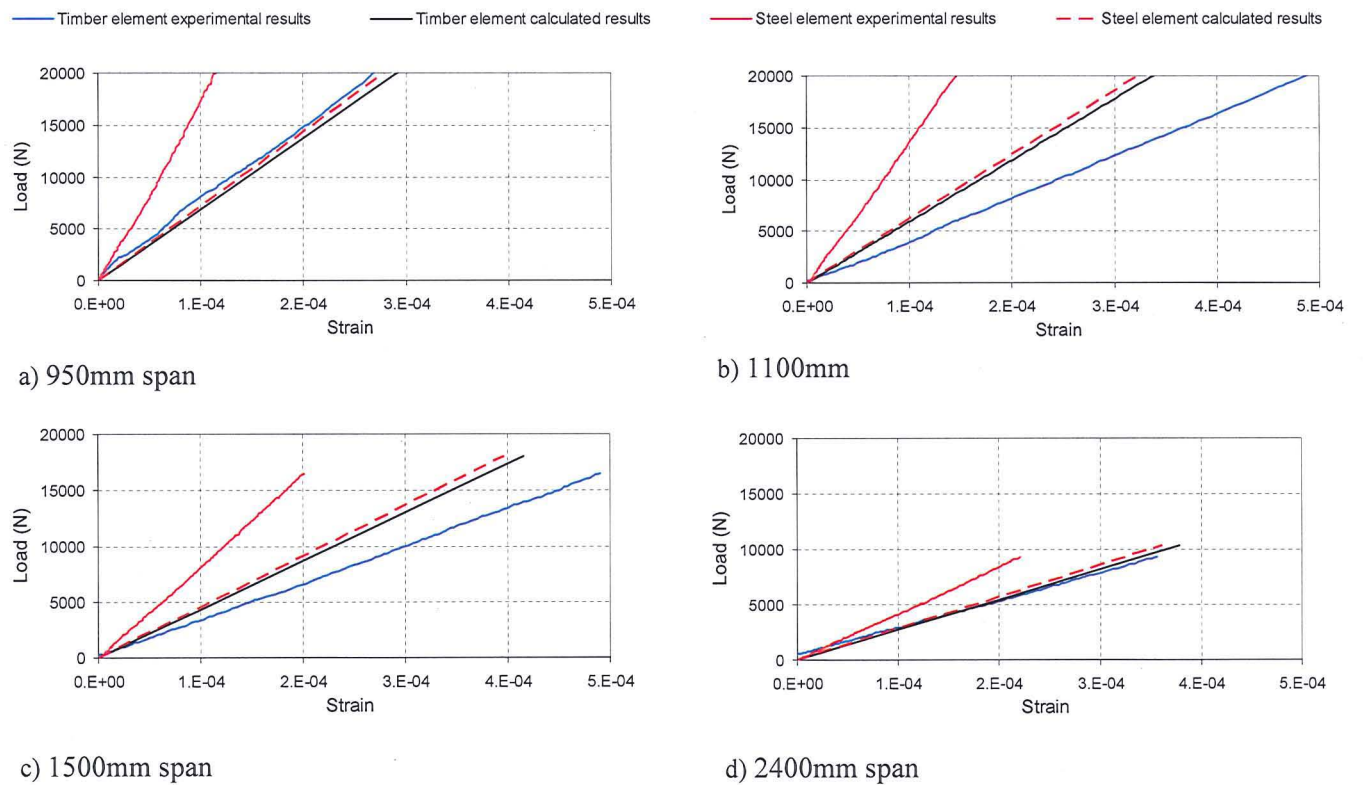 Timber element experimental results Timber element calculated results Steel element experimental results Steel element calculated results
20000
15000
10000
5000
0
Load (N)
0.E+00 1.E-04 2.E-04 3.E-04 4.E-04 5.E-04
Strain
a) 950mm span
20000
15000
10000
5000
0
Load (N)
0.E+00 1.E-04 2.E-04 3.E-04 4.E-04 5.E-04
Strain
b) 1100mm
20000
15000
10000
5000
0
Load (N)
0.E+00 1.E-04 2.E-04 3.E-04 4.E-04 5.E-04
Strain
c) 1500mm span
20000
15000
10000
5000
0
Load (N)
0.E+00 1.E-04 2.E-04 3.E-04 4.E-04 5.E-04
Strain
d) 2400mm span